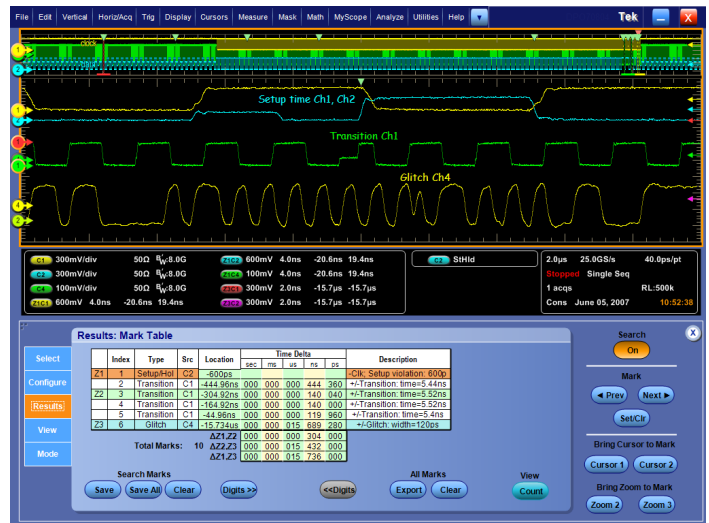 File Edit Vertical Horiz/Acq Trig Display Cursors Measure Mask Math MyScope Analyze Utilities Help Tek X
Clock
Setup time Ch1, Ch2
Transition Ch1
Glitch Ch4
C1 300mV/div 50Ω BW:8.0G Z1C2 600mV 4.0ns -20.6ns 19.4ns C2 StHld 2.0µs 25.0GS/s 40.0ps/pt
C2 300mV/div 50Ω BW:8.0G Z1C4 100mV 4.0ns -20.6ns 19.4ns Stopped Single Seq
C4 100mV/div 50Ω BW:8.0G 300mV 2.0ns -15.7µs -15.7µs 1 acqs RL:500k
Z1C1 600mV 4.0ns -20.6ns 19.4ns 300mV 2.0ns -15.7µs -15.7µs Cons June 05, 2007 10:52:38
Results: Mark Table
Select
Configure
Results
View
Mode
Index Type Src Location Time Delta Description
sec ms us ns ps
Z1 1 Setup/Hol C2 -600ps -Clk; Setup violation: 600p
2 Transition C1 -444.96ns 000 000 000 444 360 +/-Transition: time=5.44ns
Z2 3 Transition C1 -304.92ns 000 000 000 140 040 +/-Transition: time=5.52ns
4 Transition C1 -164.92ns 000 000 000 140 000 +/-Transition: time=5.52ns
5 Transition C1 -44.96ns 000 000 000 119 960 +/-Transition: time=5.4ns
Z3 6 Glitch C4 -15.734us 000 000 015 689 280 +/-Glitch: width=120ps
ΔZ1,Z2 000 000 000 304 000
Total Marks: 10 ΔZ2,Z3 000 000 015 432 000
ΔZ1,Z3 000 000 015 736 000
Search Marks All Marks View
Save Save All Clear Digits >> <<Digits Export Clear Count
Search X
On
Mark
Prev Next
Set/Clr
Bring Cursor to Mark
Cursor 1 Cursor 2
Bring Zoom to Mark
Zoom 2 Zoom 3